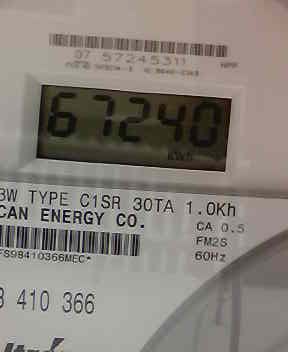 07 57245311
67240
3W TYPE C1SR 30TA 1.0Kh
CAN ENERGY CO.
CA 0.5
FM2S
60Hz
FS98410366MEC*
3 410 366